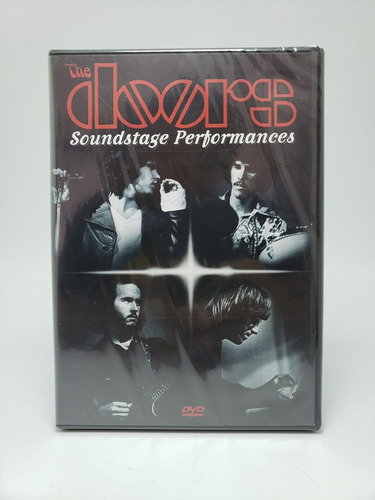 The
doors
Soundstage Performances
DVD